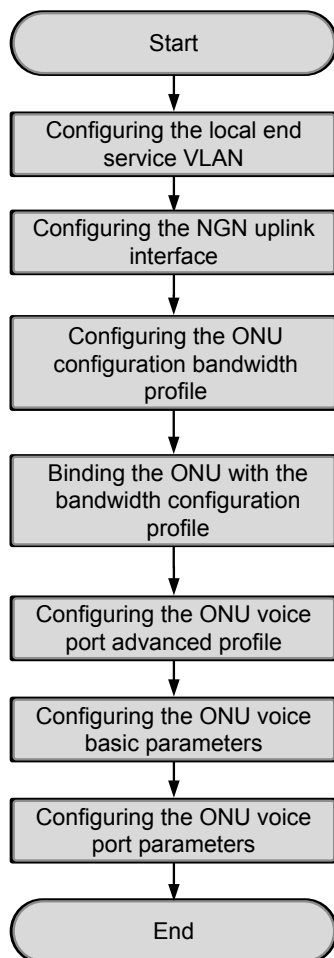 Start
Configuring the local end
service VLAN
Configuring the NGN uplink
interface
Configuring the ONU
configuration bandwidth
profile
Binding the ONU with the
bandwidth configuration
profile
Configuring the ONU voice
port advanced profile
Configuring the ONU voice
basic parameters
Configuring the ONU voice
port parameters
End